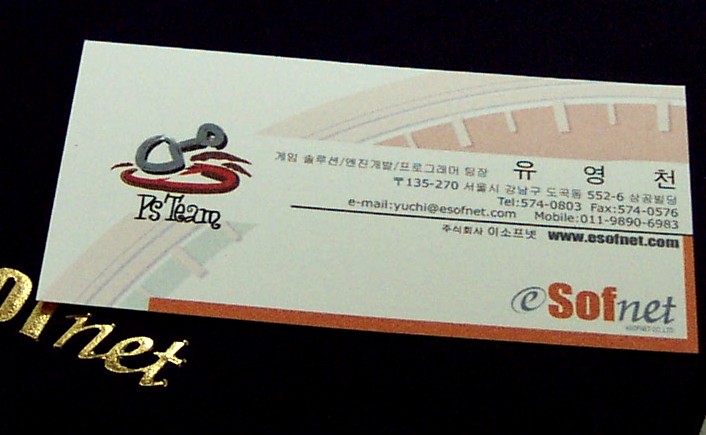 Ps Team
게임 솔루션/엔진개발/프로그래머 팀장 유 영 천
〒135-270 서울시 강남구 도곡동 552-6 삼공빌딩
Tel:574-0803 Fax:574-0576
e-mail:yuchi@esofnet.com Mobile:011-9890-6983
주식회사 이소프넷 www.esofnet.com
eSofnet
ESOFNET CO.,LTD.
ofnet